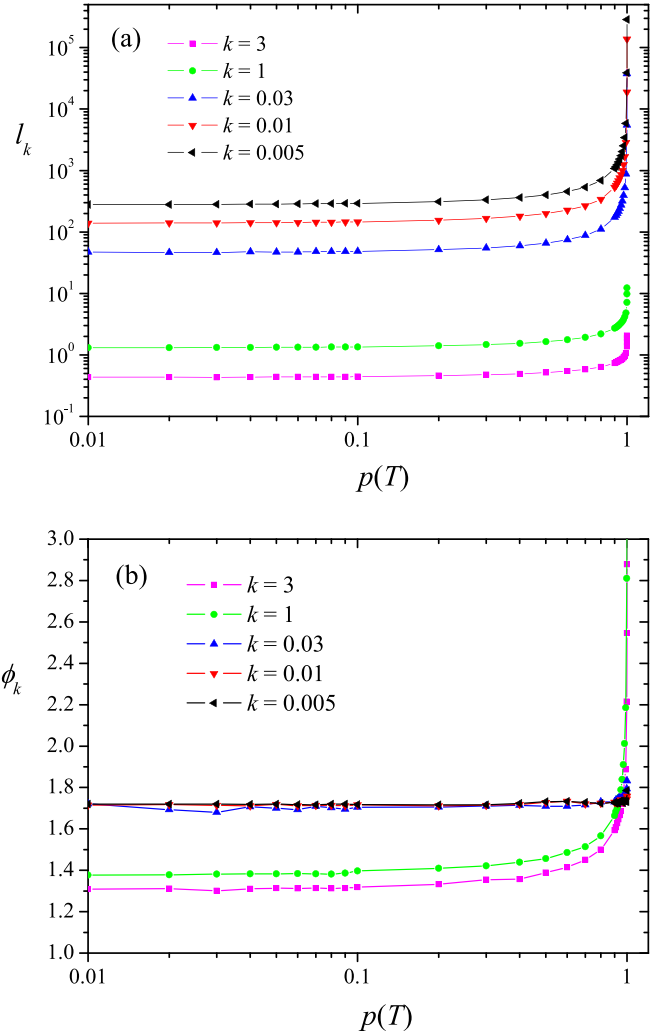 (a)
k = 3
k = 1
k = 0.03
k = 0.01
k = 0.005
l_k
10^5
10^4
10^3
10^2
10^1
10^0
10^-1
0.01 0.1 1
p(T)
(b)
k = 3
k = 1
k = 0.03
k = 0.01
k = 0.005
ϕ_k
3.0
2.8
2.6
2.4
2.2
2.0
1.8
1.6
1.4
1.2
1.0
0.01 0.1 1
p(T)